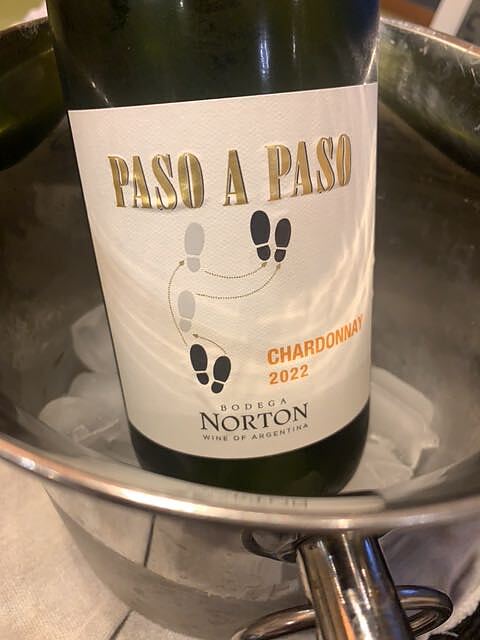 PASO A PASO
CHARDONNAY
2022
BODEGA
NORTON
WINE OF ARGENTINA